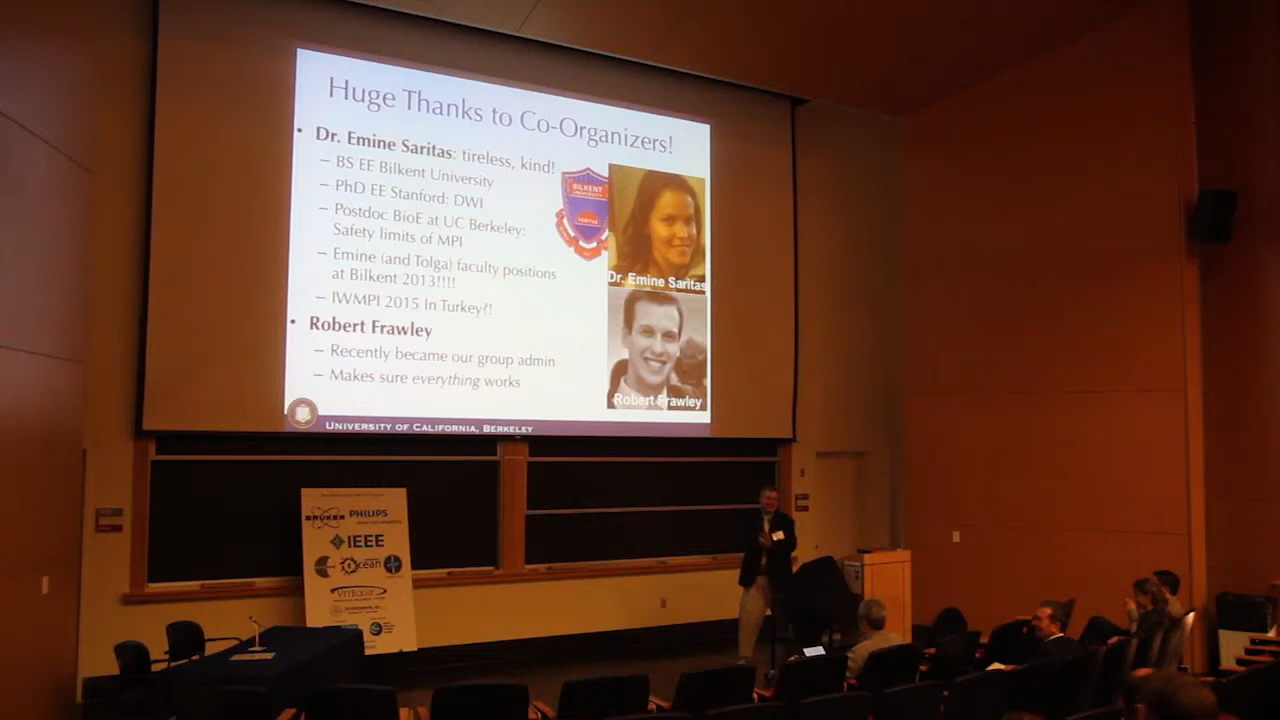 Huge Thanks to Co-Organizers!
• Dr. Emine Saritas: tireless, kind!
– BS EE Bilkent University
– PhD EE Stanford: DWI
– Postdoc BioE at UC Berkeley:
Safety limits of MPI
– Emine (and Tolga) faculty positions
at Bilkent 2013!!!!
– IWMPI 2015 In Turkey?!
• Robert Frawley
– Recently became our group admin
– Makes sure everything works
BILKENT
Dr. Emine Saritas
Robert Frawley
UNIVERSITY OF CALIFORNIA, BERKELEY
BRUKER
PHILIPS
IEEE
Ocean
VITEQUIP